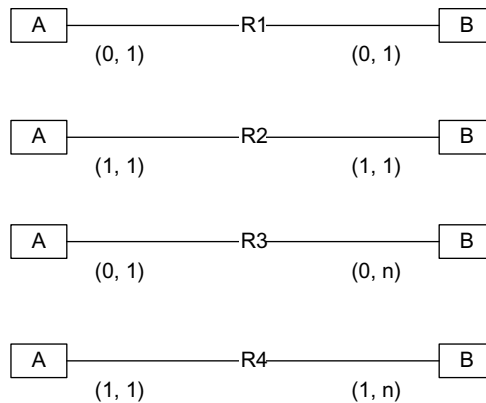 A R1 B
(0, 1) (0, 1)
A R2 B
(1, 1) (1, 1)
A R3 B
(0, 1) (0, n)
A R4 B
(1, 1) (1, n)